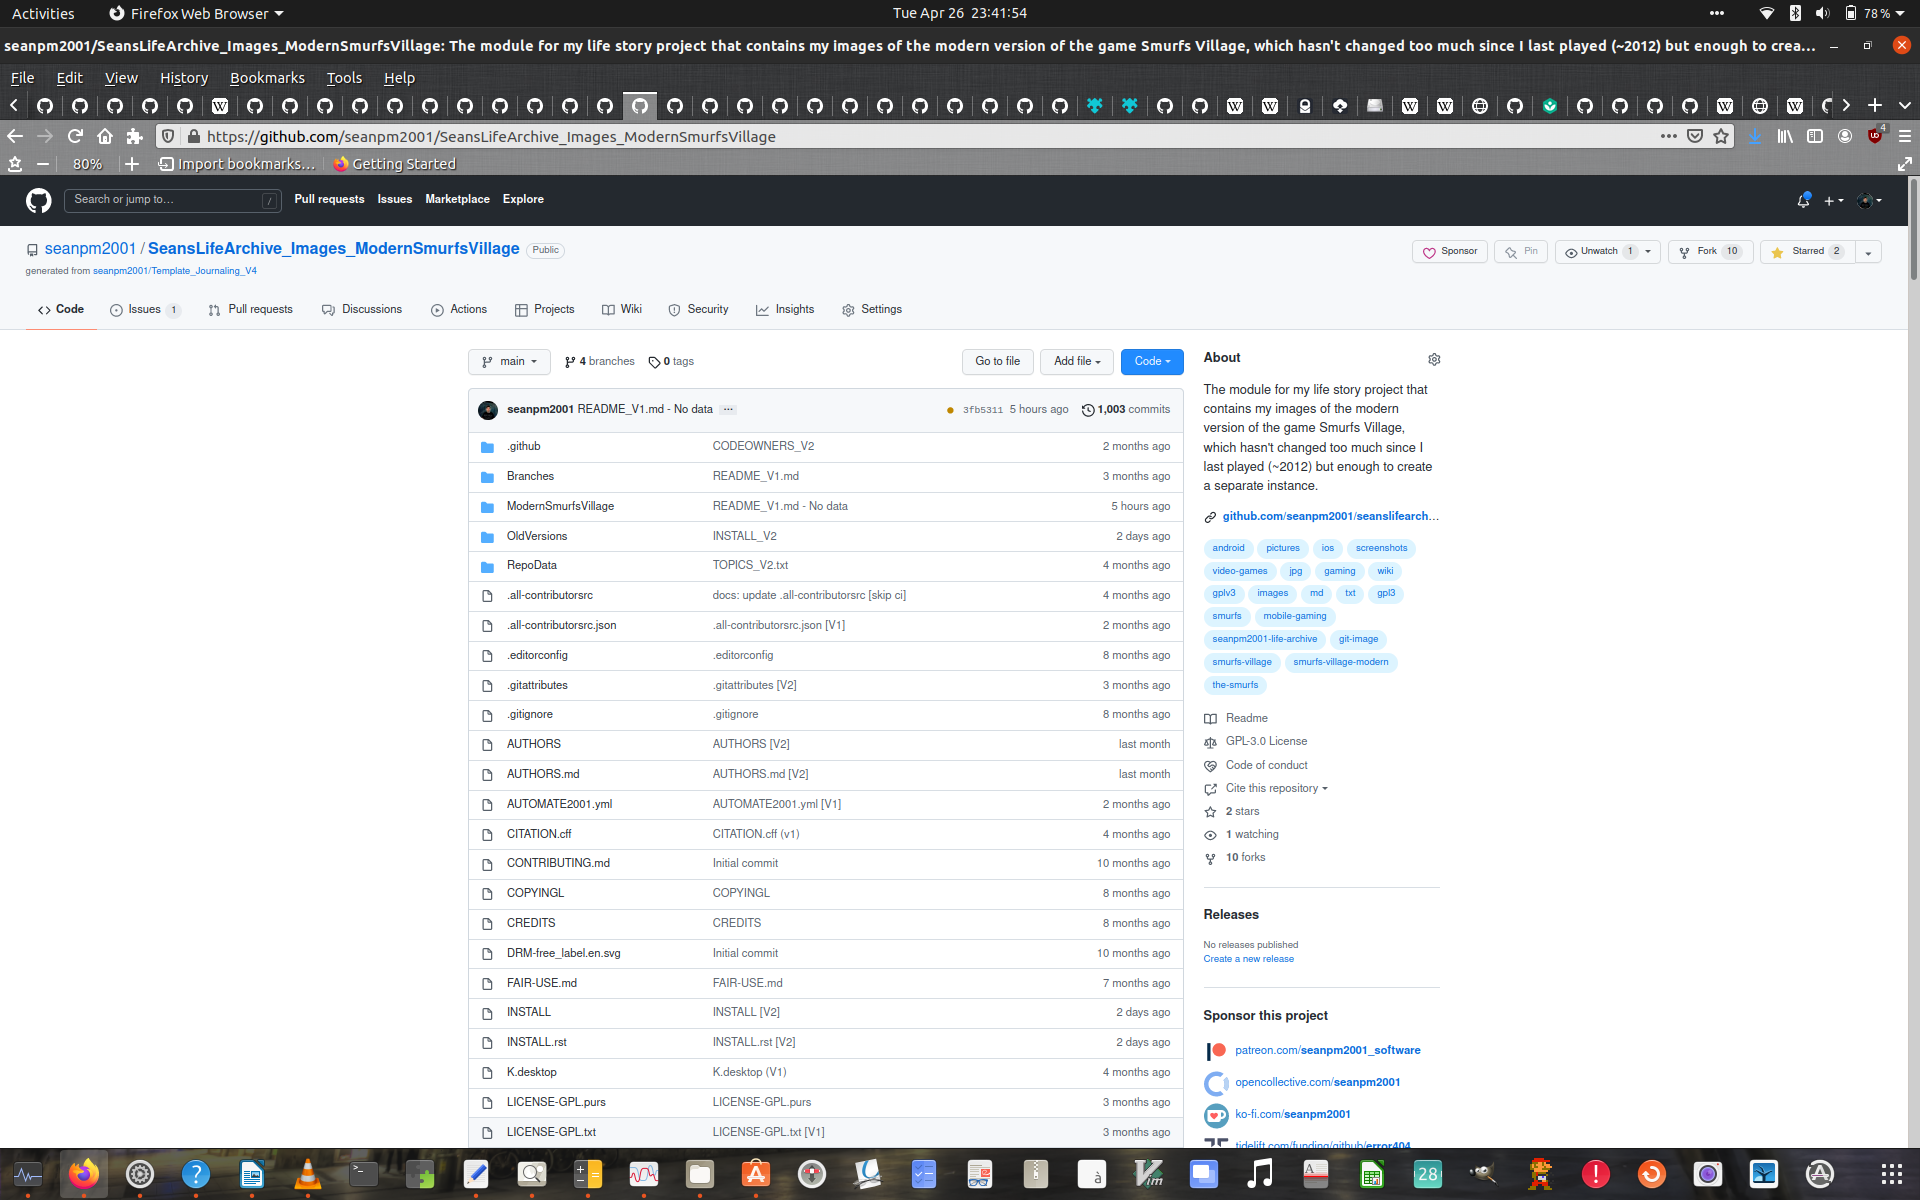 Activities Firefox Web Browser Tue Apr 26 23:41:54 78 %
seanpm2001/SeansLifeArchive_Images_ModernSmurfsVillage: The module for my life story project that contains my images of the modern version of the game Smurfs Village, which hasn't changed too much since I last played (~2012) but enough to crea...
File Edit View History Bookmarks Tools Help
https://github.com/seanpm2001/SeansLifeArchive_Images_ModernSmurfsVillage 4
80% Import bookmarks... Getting Started
Search or jump to... / Pull requests Issues Marketplace Explore
seanpm2001 / SeansLifeArchive_Images_ModernSmurfsVillage Public Sponsor Pin Unwatch 1 Fork 10 Starred 2
generated from seanpm2001/Template_Journaling_V4
Code Issues 1 Pull requests Discussions Actions Projects Wiki Security Insights Settings
main 4 branches 0 tags Go to file Add file Code
seanpm2001 README_V1.md - No data ... 3fb5311 5 hours ago 1,003 commits
.github CODEOWNERS_V2 2 months ago
Branches README_V1.md 3 months ago
ModernSmurfsVillage README_V1.md - No data 5 hours ago
OldVersions INSTALL_V2 2 days ago
RepoData TOPICS_V2.txt 4 months ago
.all-contributorsrc docs: update .all-contributorsrc [skip ci] 4 months ago
.all-contributorsrc.json .all-contributorsrc.json [V1] 2 months ago
.editorconfig .editorconfig 8 months ago
.gitattributes .gitattributes [V2] 3 months ago
.gitignore .gitignore 8 months ago
AUTHORS AUTHORS [V2] last month
AUTHORS.md AUTHORS.md [V2] last month
AUTOMATE2001.yml AUTOMATE2001.yml [V1] 2 months ago
CITATION.cff CITATION.cff (v1) 4 months ago
CONTRIBUTING.md Initial commit 10 months ago
COPYINGL COPYINGL 8 months ago
CREDITS CREDITS 8 months ago
DRM-free_label.en.svg Initial commit 10 months ago
FAIR-USE.md FAIR-USE.md 7 months ago
INSTALL INSTALL [V2] 2 days ago
INSTALL.rst INSTALL.rst [V2] 2 days ago
K.desktop K.desktop (V1) 4 months ago
LICENSE-GPL.purs LICENSE-GPL.purs 3 months ago
LICENSE-GPL.txt LICENSE-GPL.txt [V1] 3 months ago
About
The module for my life story project that
contains my images of the modern
version of the game Smurfs Village,
which hasn't changed too much since I
last played (~2012) but enough to create
a separate instance.
github.com/seanpm2001/seanslifearch...
android pictures ios screenshots
video-games jpg gaming wiki
gplv3 images md txt gpl3
smurfs mobile-gaming
seanpm2001-life-archive git-image
smurfs-village smurfs-village-modern
the-smurfs
Readme
GPL-3.0 License
Code of conduct
Cite this repository
2 stars
1 watching
10 forks
Releases
No releases published
Create a new release
Sponsor this project
patreon.com/seanpm2001_software
opencollective.com/seanpm2001
ko-fi.com/seanpm2001
tidelift.com/funding/github/error404
28